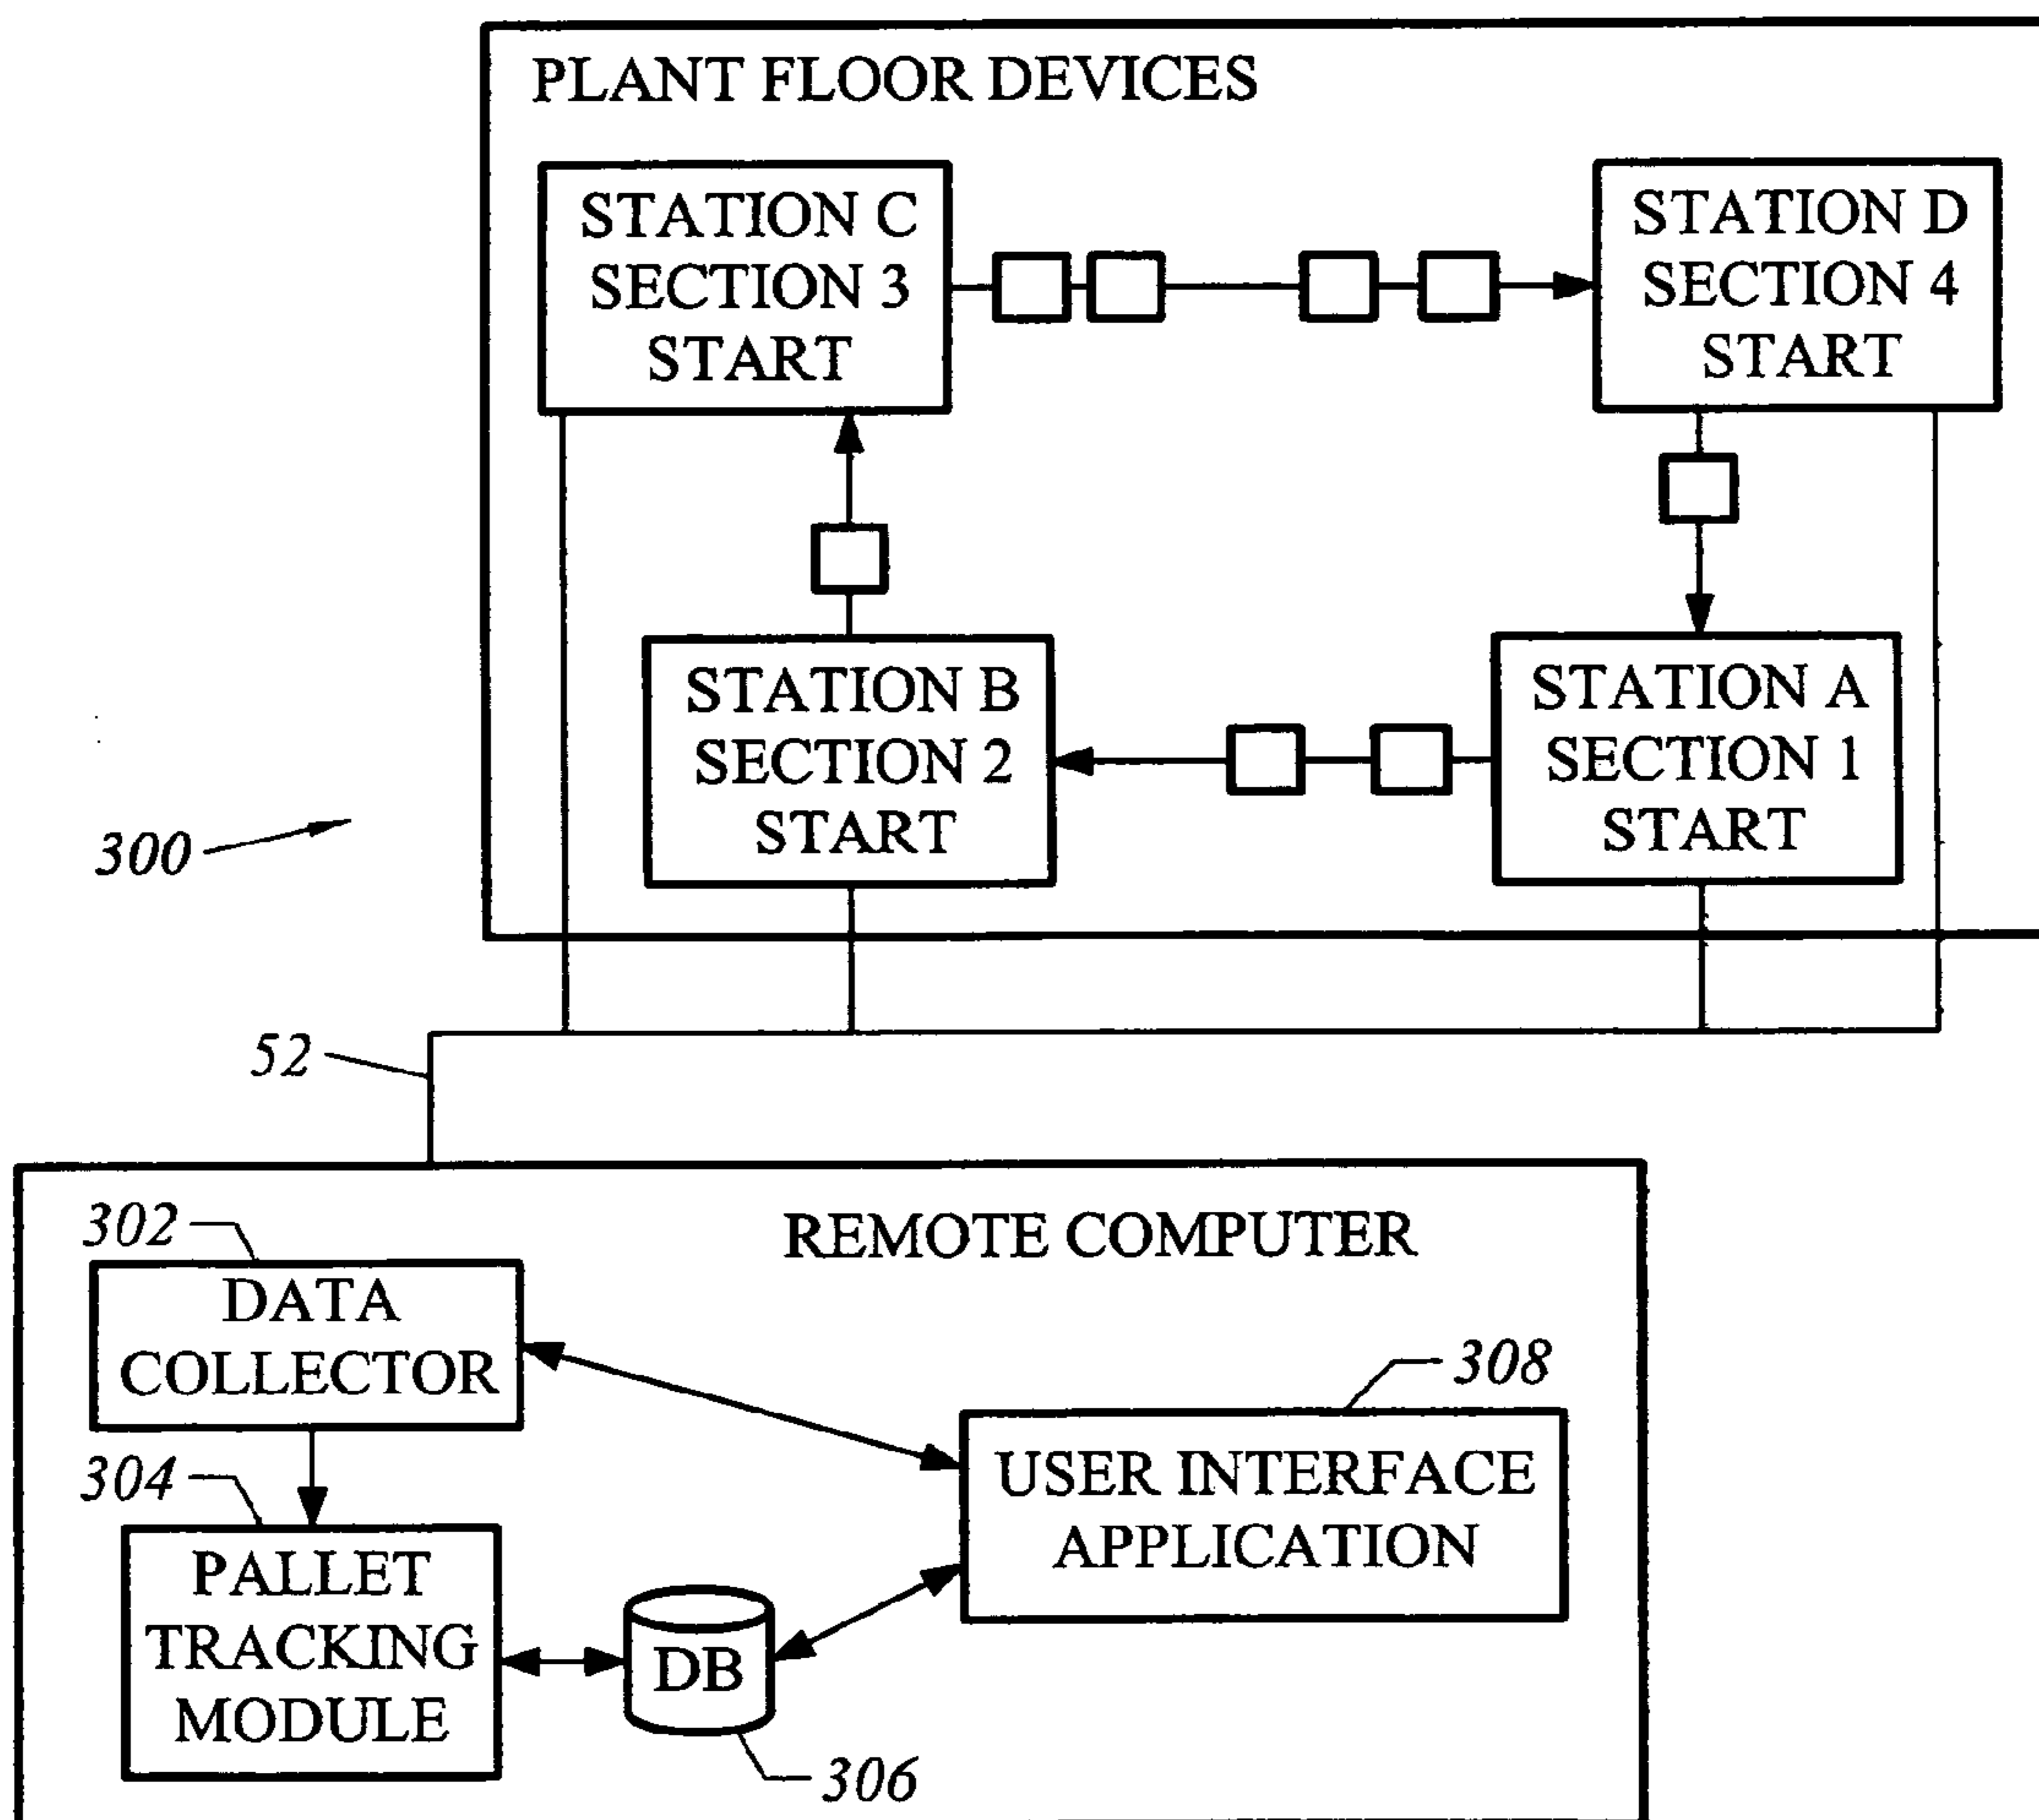 PLANT FLOOR DEVICES
STATION C
SECTION 3
START
STATION D
SECTION 4
START
STATION B
SECTION 2
START
STATION A
SECTION 1
START
300
52
REMOTE COMPUTER
302
DATA
COLLECTOR
308
USER INTERFACE
APPLICATION
304
PALLET
TRACKING
MODULE
DB
306